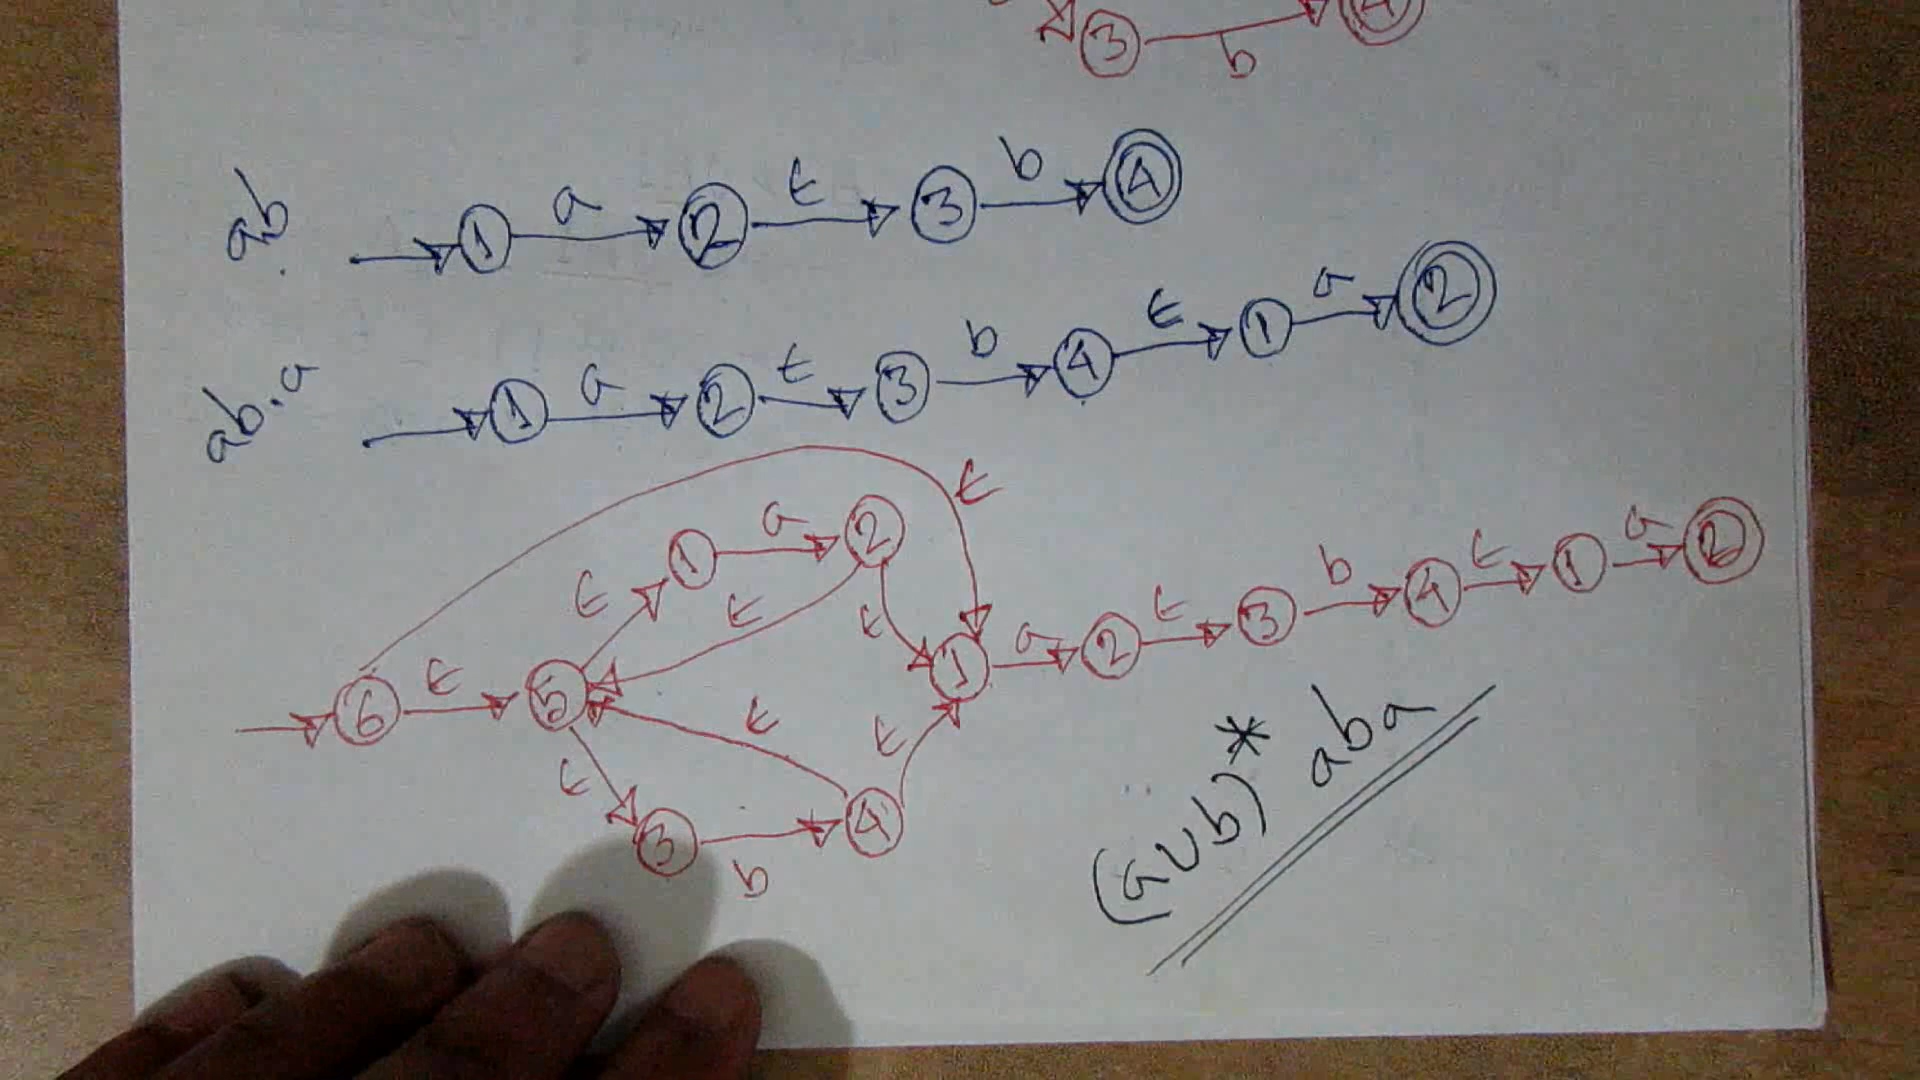 ③ b ④
ab 1 a 2 ε 3 b 4
ab.a 1 a 2 ε 3 b 4 ε 1 a 2
ε
ε 1 a 2 ε ε
6 ε 5 1 a 2 ε 3 b 4 ε 1 a 2
ε ε
ε 3 b 4
(a∪b)* aba